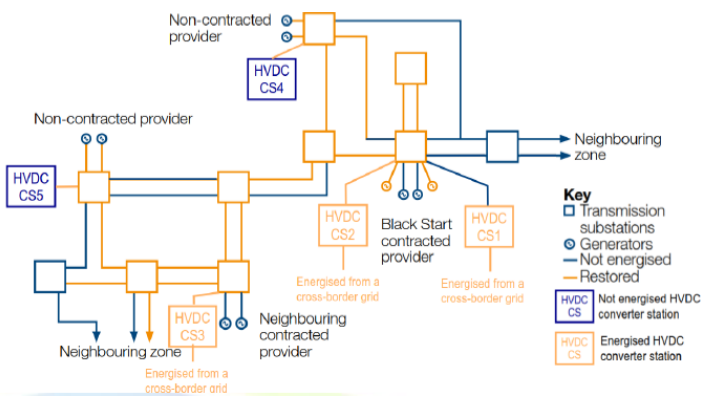 Non-contracted
provider
HVDC
CS4
Non-contracted provider
HVDC
CS5
Neighbouring
zone
HVDC
CS2
Black Start
contracted
provider
HVDC
CS1
Energised from a
cross-border grid
Energised from a
cross-border grid
HVDC
CS3
Neighbouring
contracted
provider
Neighbouring zone
Energised from a
cross-border grid
Key
Transmission
substations
Generators
Not energised
Restored
HVDC
CS
Not energised HVDC
converter station
HVDC
CS
Energised HVDC
converter station